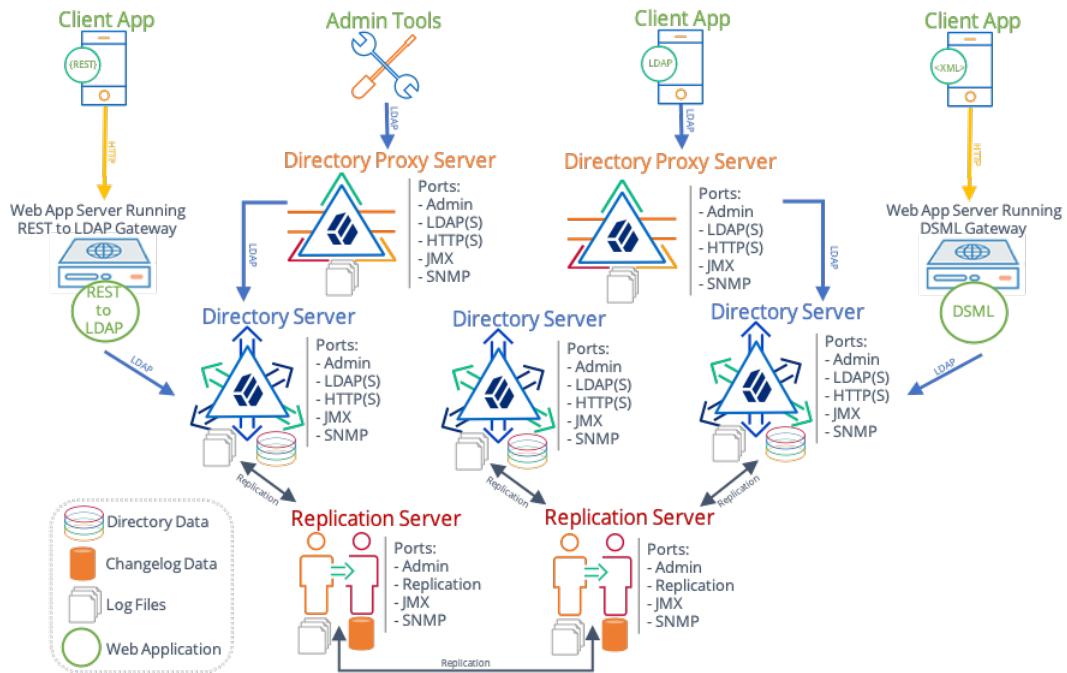 Client App
Admin Tools
Client App
Client App
{REST}
LDAP
<XML>
HTTP
LDAP
LDAP
HTTP
Directory Proxy Server
Ports:
- Admin
- LDAP(S)
- HTTP(S)
- JMX
- SNMP
Directory Proxy Server
Ports:
- Admin
- LDAP(S)
- HTTP(S)
- JMX
- SNMP
Web App Server Running
REST to LDAP Gateway
REST
to
LDAP
Web App Server Running
DSML Gateway
DSML
LDAP
LDAP
LDAP
LDAP
Directory Server
Ports:
- Admin
- LDAP(S)
- HTTP(S)
- JMX
- SNMP
Directory Server
Ports:
- Admin
- LDAP(S)
- HTTP(S)
- JMX
- SNMP
Directory Server
Ports:
- Admin
- LDAP(S)
- HTTP(S)
- JMX
- SNMP
Replication
Replication
Replication
Replication Server
Ports:
- Admin
- Replication
- JMX
- SNMP
Replication Server
Ports:
- Admin
- Replication
- JMX
- SNMP
Replication
Directory Data
Changelog Data
Log Files
Web Application